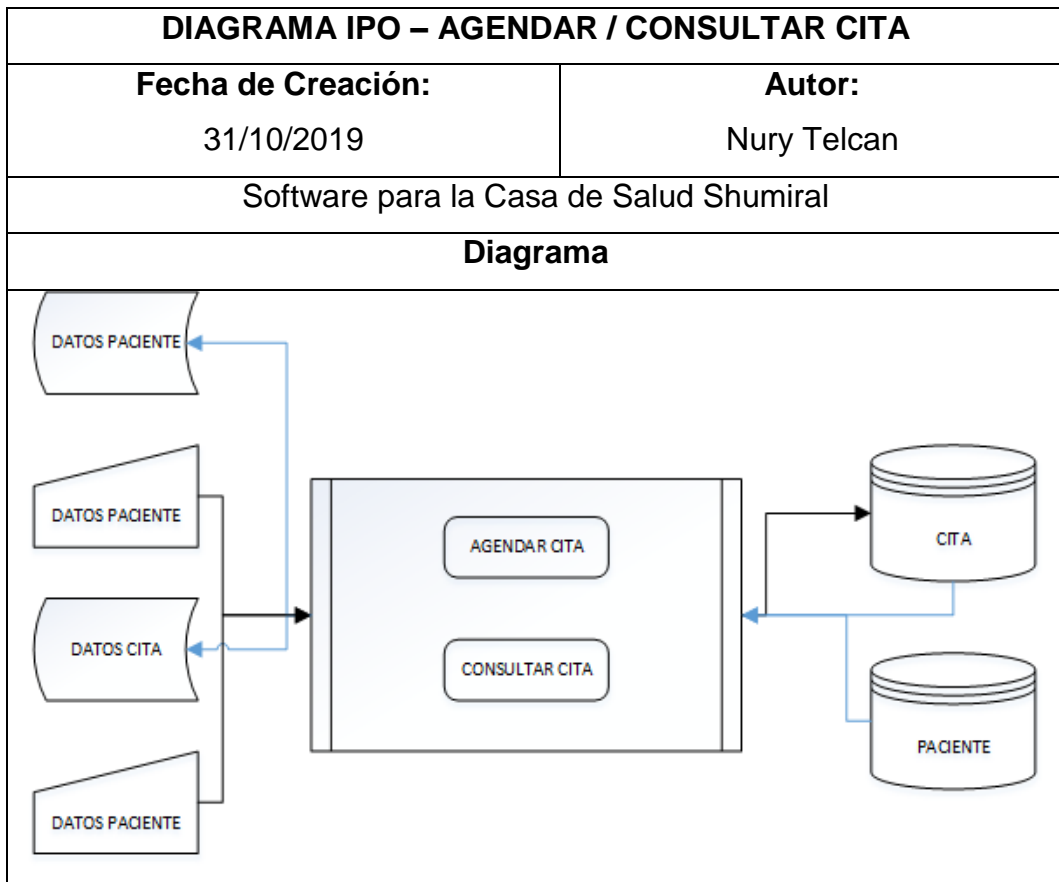 DIAGRAMA IPO – AGENDAR / CONSULTAR CITA
Fecha de Creación:
31/10/2019
Autor:
Nury Telcan
Software para la Casa de Salud Shumiral
Diagrama
DATOS PACIENTE
DATOS PACIENTE
DATOS CITA
DATOS PACIENTE
AGENDAR CITA
CONSULTAR CITA
CITA
PACIENTE